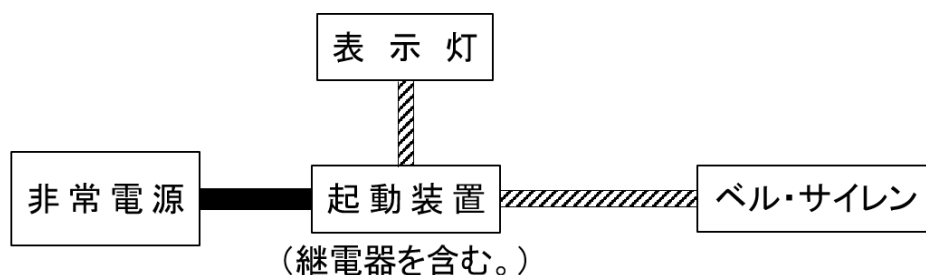 表示灯
非常電源
起動装置
ベル・サイレン
(継電器を含む。)